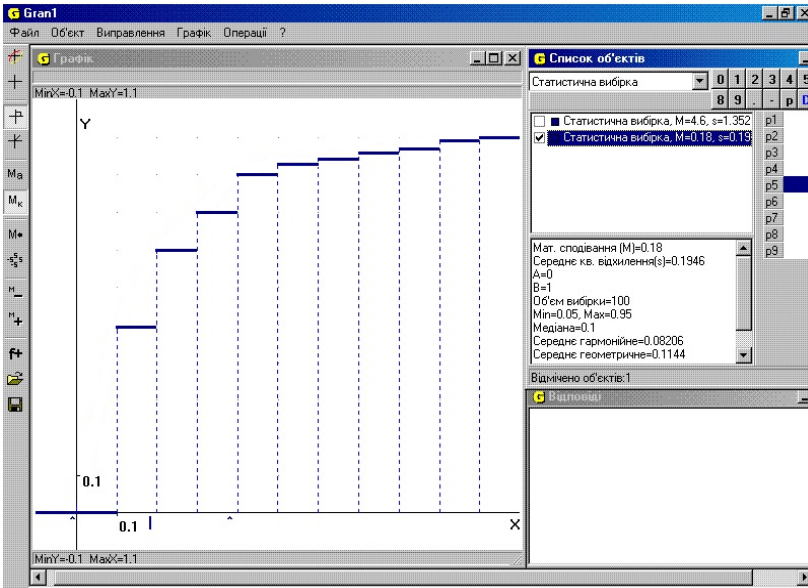 Gran1
Файл Об'єкт Виправлення Графік Операції ?
Графік
MinX=-0.1 MaxY=1.1
Y
0.1
0.1
X
MinY=-0.1 MaxX=1.1
Ma
Mк
M
M
M
f+
Список об'єктів
Статистична вибірка
0 1 2 3 4 5
8 9 . - p
Статистична вибірка, M=4.6, s=1.352
Статистична вибірка, M=0.18, s=0.19
p1
p2
p3
p4
p5
p6
p7
p8
p9
Мат. сподівання (M)=0.18
Середнє кв. відхилення(s)=0.1946
A=0
B=1
Об'єм вибірки=100
Min=0.05, Max=0.95
Медіана=0.1
Середнє гармонійне=0.08206
Середнє геометричне=0.1144
Відмічено об'єктів:1
Відповіді